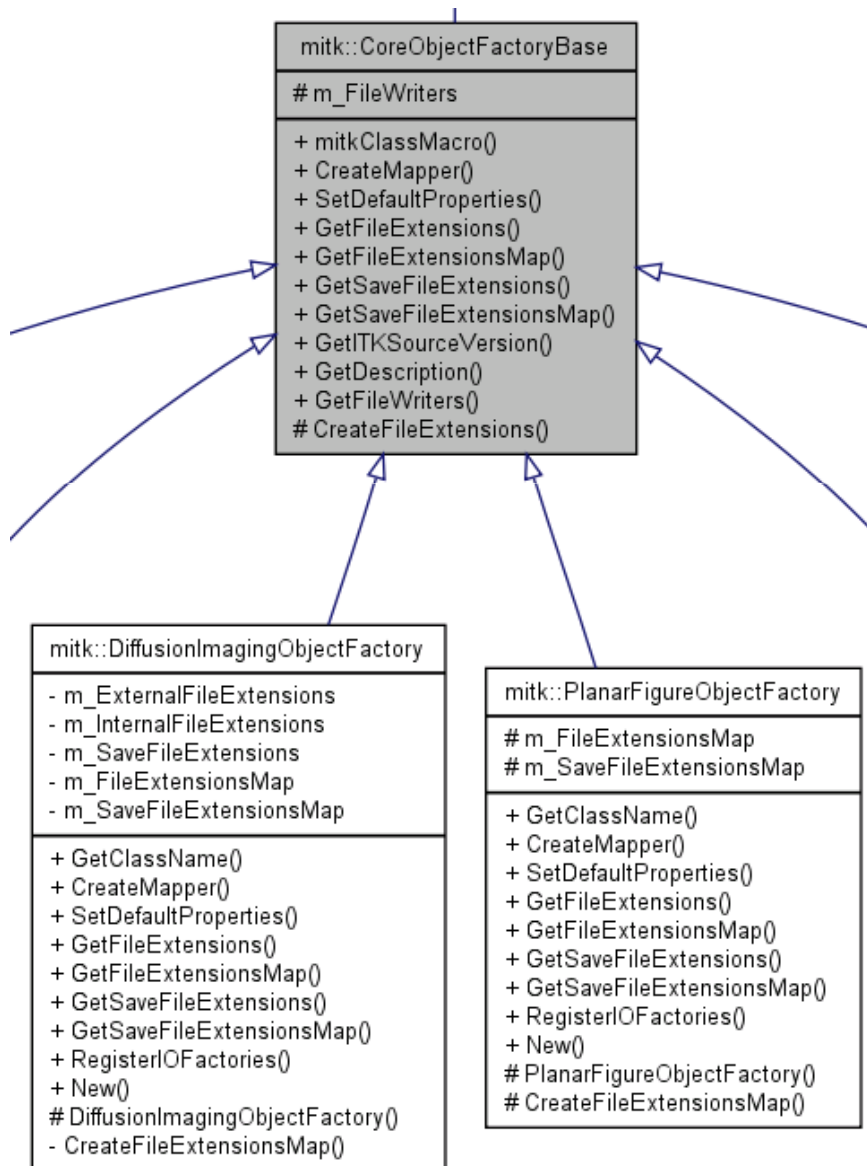 mitk::CoreObjectFactoryBase
# m_FileWriters
+ mitkClassMacro()
+ CreateMapper()
+ SetDefaultProperties()
+ GetFileExtensions()
+ GetFileExtensionsMap()
+ GetSaveFileExtensions()
+ GetSaveFileExtensionsMap()
+ GetITKSourceVersion()
+ GetDescription()
+ GetFileWriters()
# CreateFileExtensions()
mitk::DiffusionImagingObjectFactory
- m_ExternalFileExtensions
- m_InternalFileExtensions
- m_SaveFileExtensions
- m_FileExtensionsMap
- m_SaveFileExtensionsMap
+ GetClassName()
+ CreateMapper()
+ SetDefaultProperties()
+ GetFileExtensions()
+ GetFileExtensionsMap()
+ GetSaveFileExtensions()
+ GetSaveFileExtensionsMap()
+ RegisterIOFactories()
+ New()
# DiffusionImagingObjectFactory()
- CreateFileExtensionsMap()
mitk::PlanarFigureObjectFactory
# m_FileExtensionsMap
# m_SaveFileExtensionsMap
+ GetClassName()
+ CreateMapper()
+ SetDefaultProperties()
+ GetFileExtensions()
+ GetFileExtensionsMap()
+ GetSaveFileExtensions()
+ GetSaveFileExtensionsMap()
+ RegisterIOFactories()
+ New()
# PlanarFigureObjectFactory()
# CreateFileExtensionsMap()